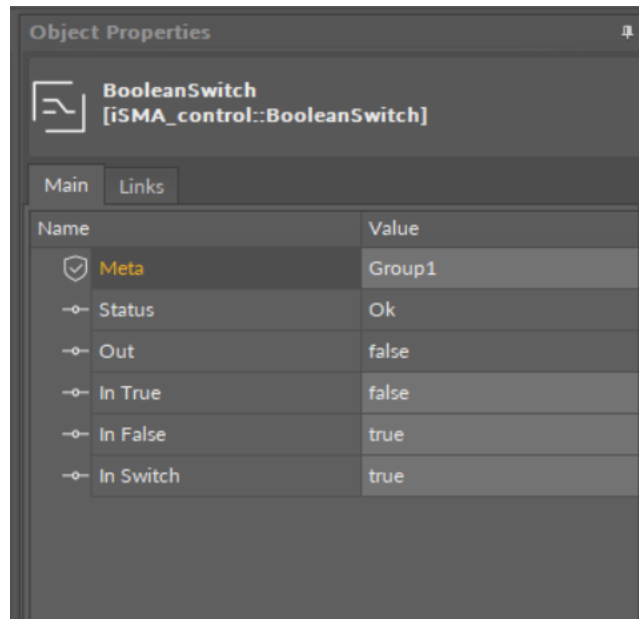 Object Properties
BooleanSwitch
[iSMA_control::BooleanSwitch]
Main Links
Name Value
Meta Group1
Status Ok
Out false
In True false
In False true
In Switch true